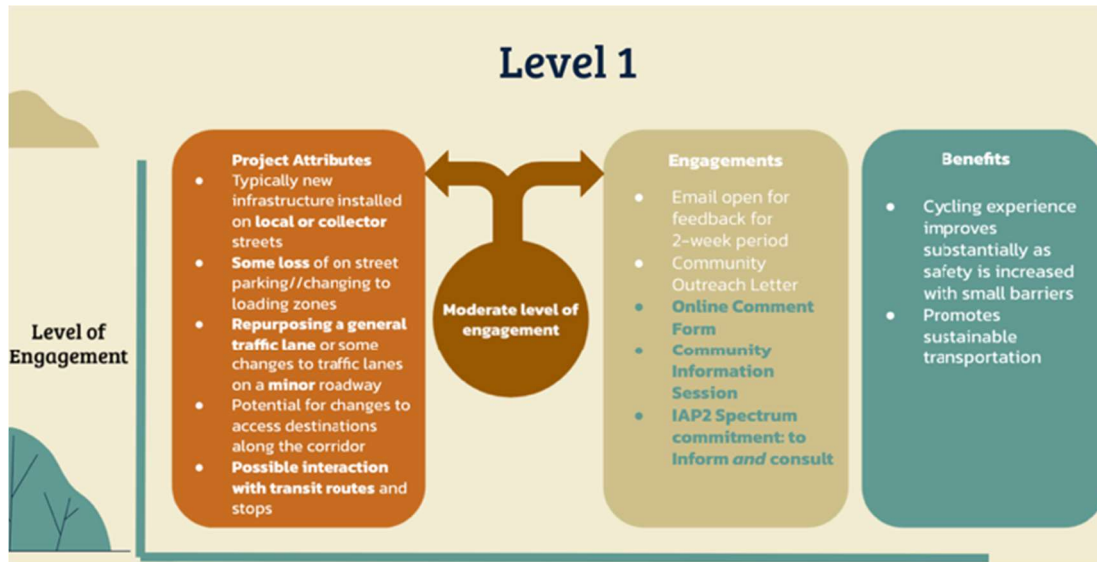 Level 1
Level of
Engagement
Project Attributes
● Typically new
infrastructure installed
on local or collector
streets
● Some loss of on street
parking//changing to
loading zones
● Repurposing a general
traffic lane or some
changes to traffic lanes
on a minor roadway
● Potential for changes to
access destinations
along the corridor
● Possible interaction
with transit routes and
stops
Moderate level of
engagement
Engagements
● Email open for
feedback for
2-week period
● Community
Outreach Letter
● Online Comment
Form
● Community
Information
Session
● IAP2 Spectrum
commitment: to
Inform and consult
Benefits
● Cycling experience
improves
substantially as
safety is increased
with small barriers
● Promotes
sustainable
transportation